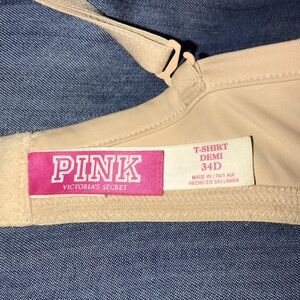 PINK
VICTORIA'S SECRET
T-SHIRT
DEMI
34D
MADE IN / FAIT AU/
HECHO EN SRI LANKA